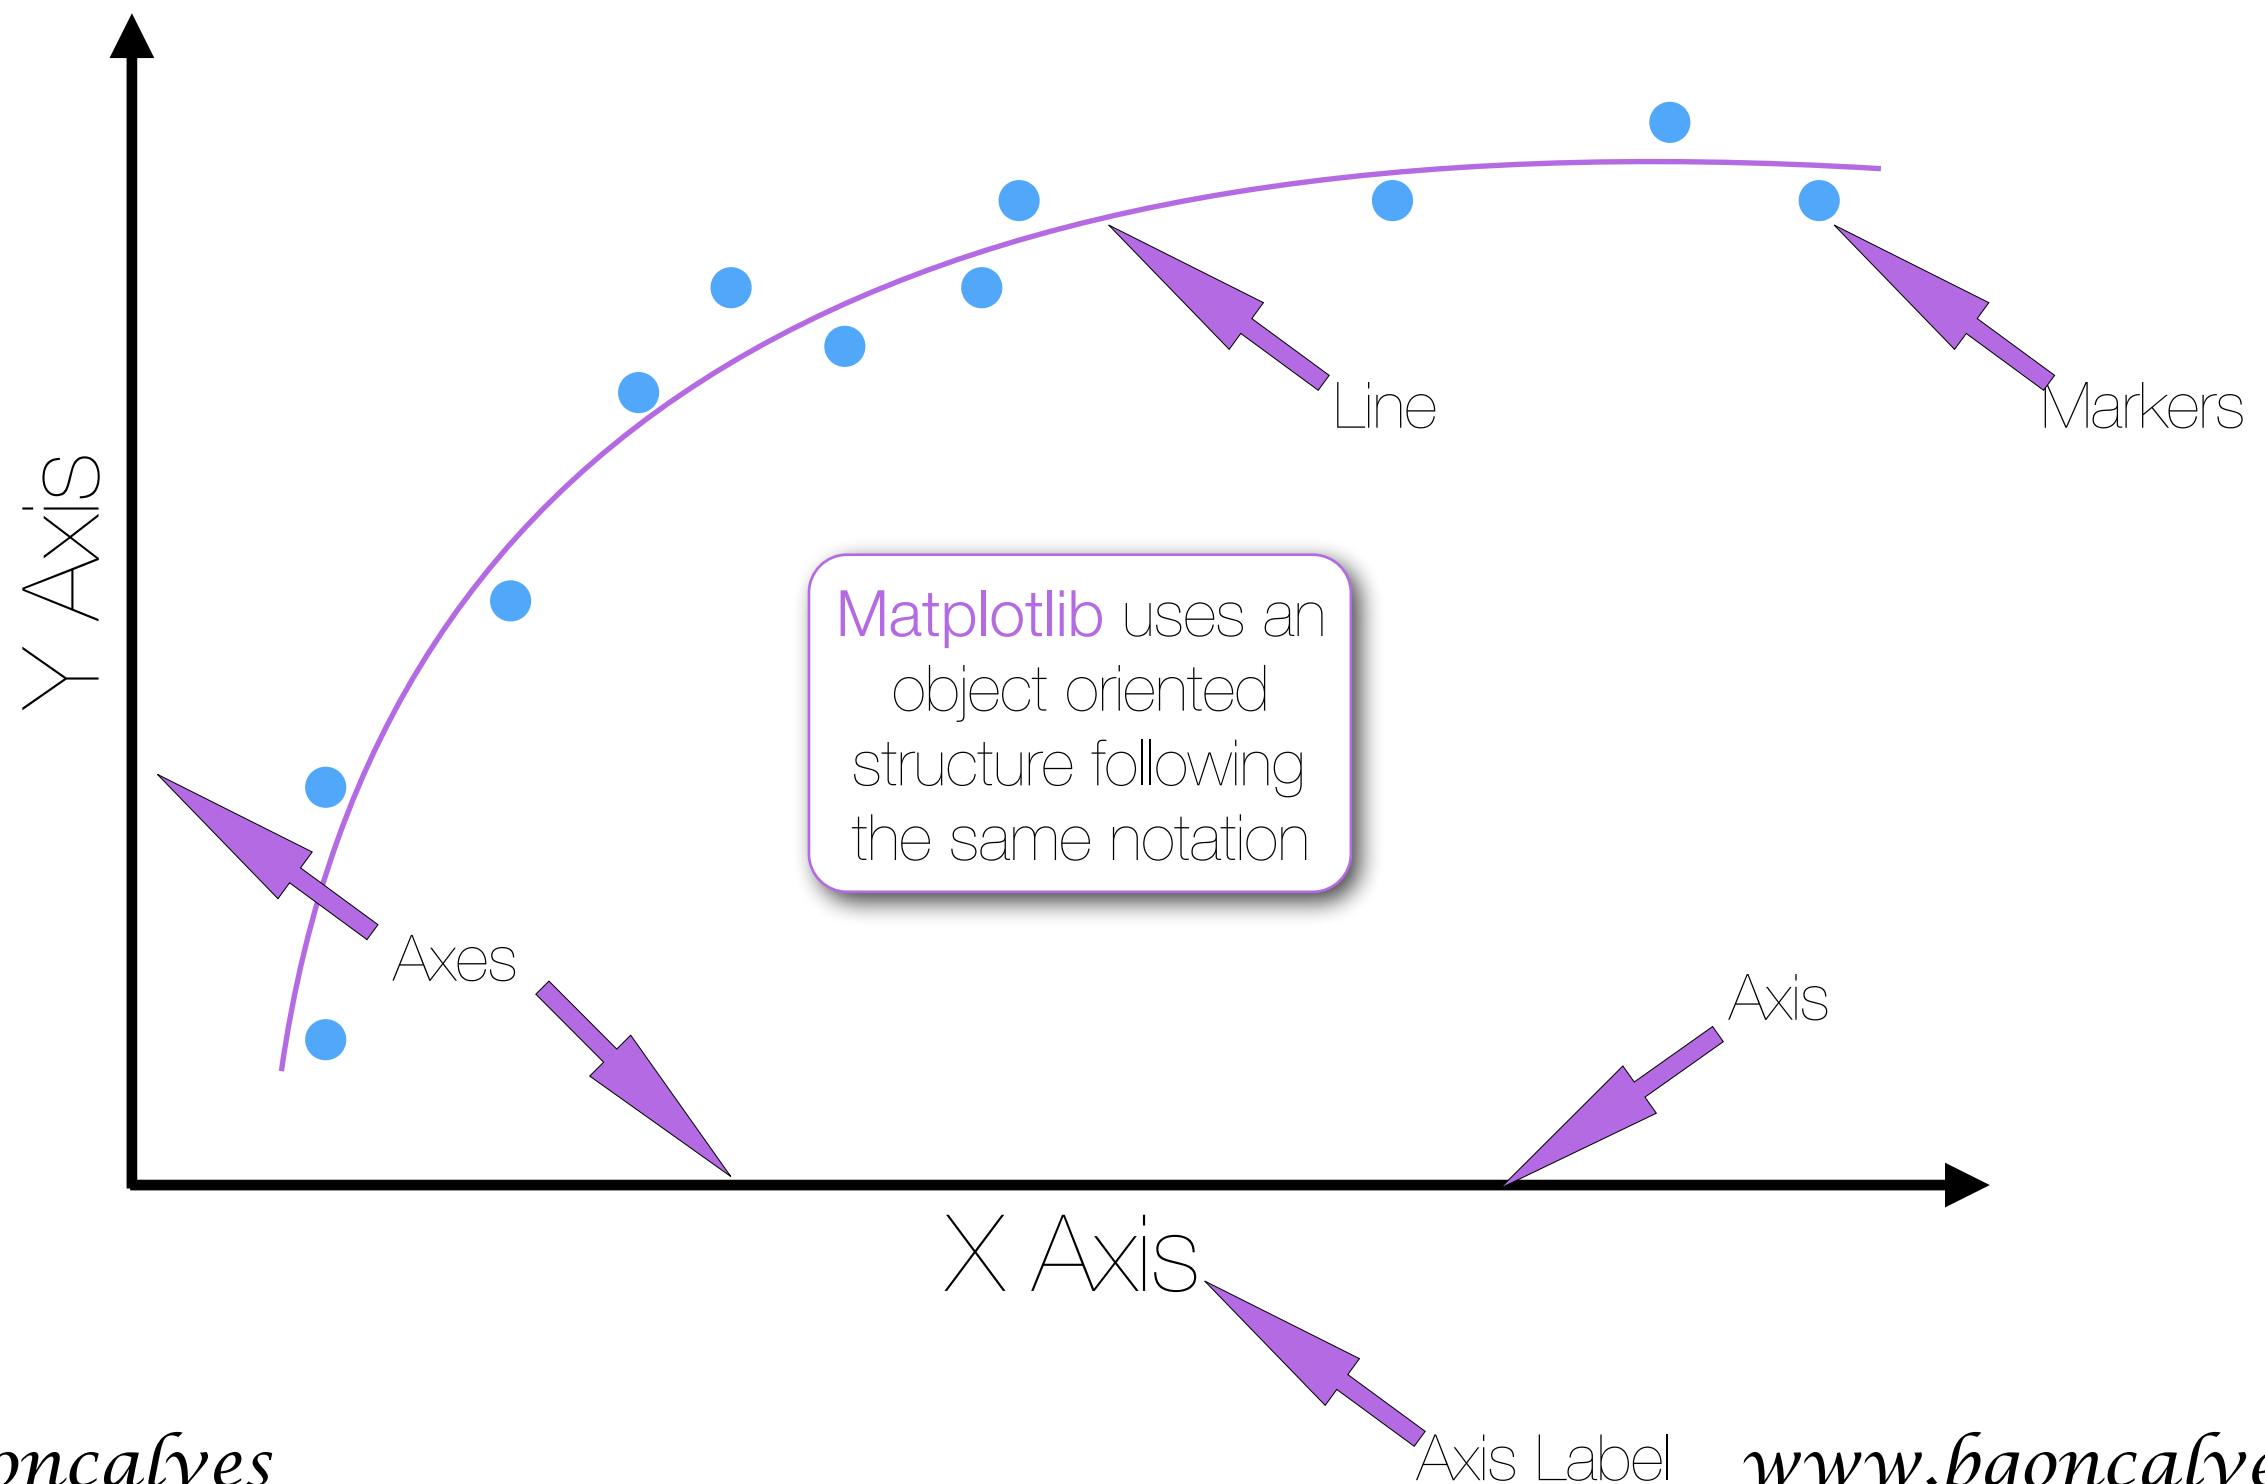 Line
Markers
Y Axis
Matplotlib uses an
object oriented
structure following
the same notation
Axes
Axis
X Axis
Axis Label